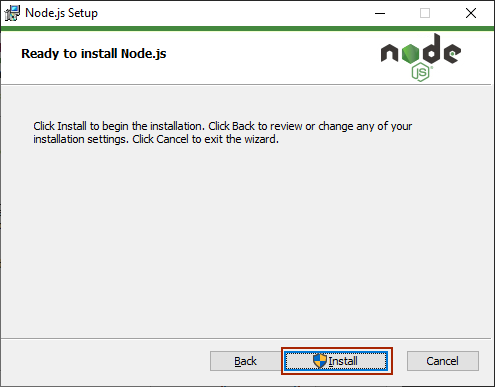 Node.js Setup
Ready to install Node.js
node
JS
Click Install to begin the installation. Click Back to review or change any of your
installation settings. Click Cancel to exit the wizard.
Back
Install
Cancel